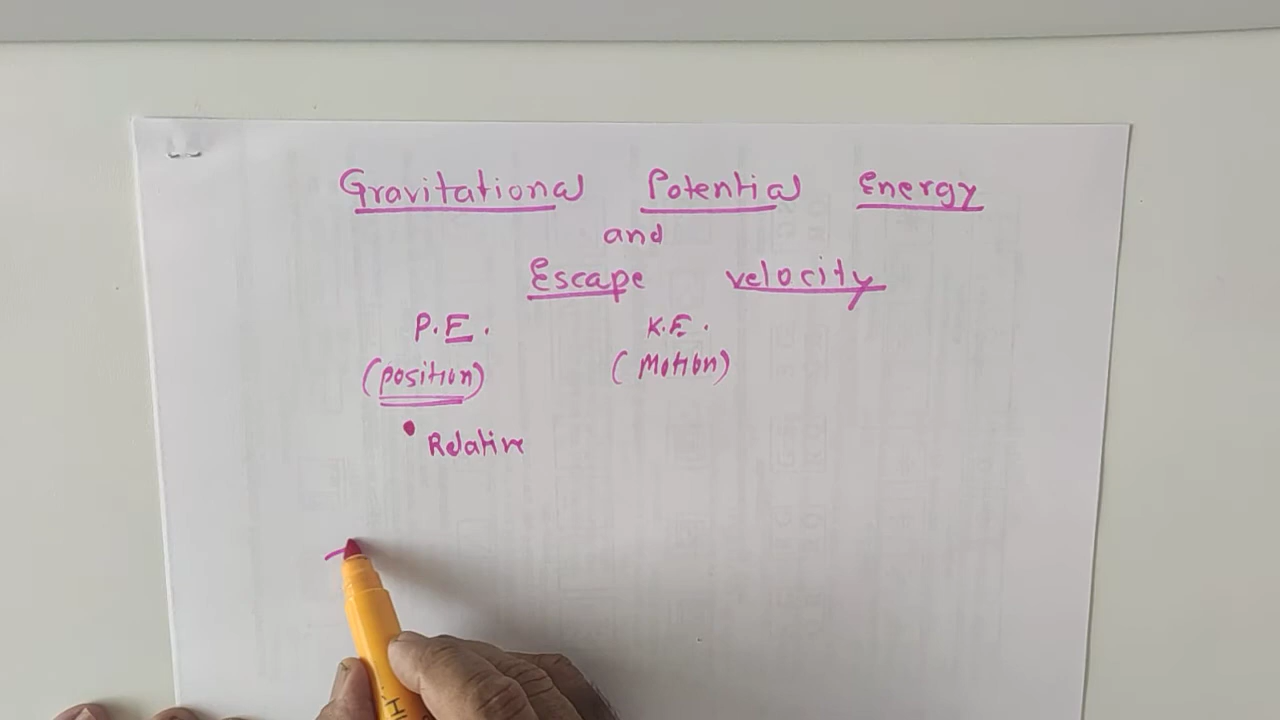 Gravitational Potential Energy
and
Escape velocity
P.E. K.E.
(position) (Motion)
• Relative